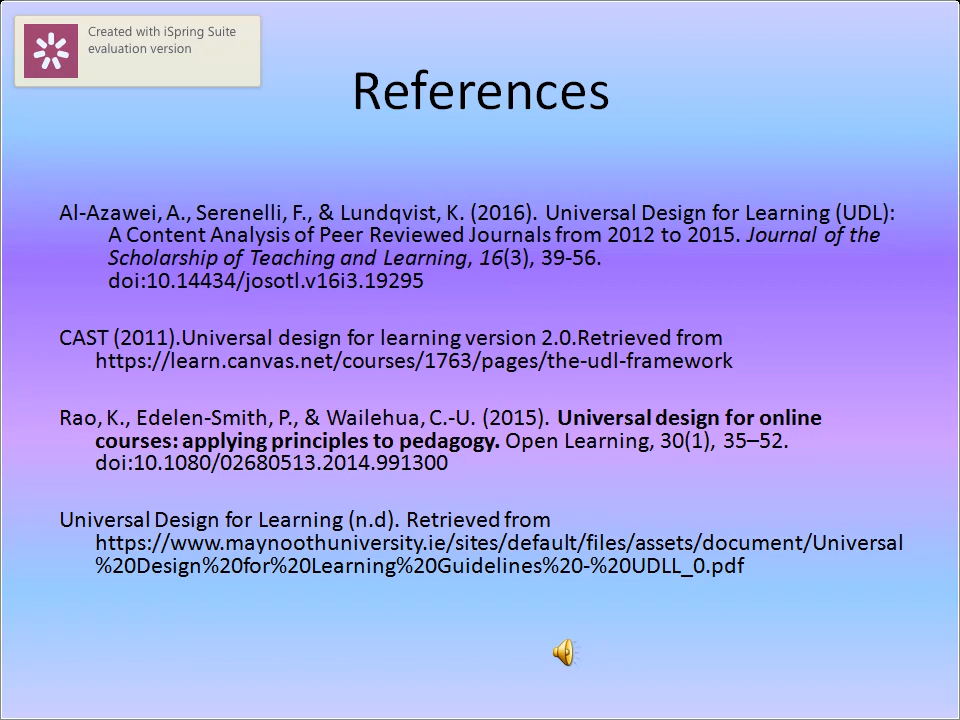 Created with iSpring Suite
evaluation version
References
Al-Azawei, A., Serenelli, F., & Lundqvist, K. (2016). Universal Design for Learning (UDL):
A Content Analysis of Peer Reviewed Journals from 2012 to 2015. Journal of the
Scholarship of Teaching and Learning, 16(3), 39-56.
doi:10.14434/josotl.v16i3.19295
CAST (2011).Universal design for learning version 2.0.Retrieved from
https://learn.canvas.net/courses/1763/pages/the-udl-framework
Rao, K., Edelen-Smith, P., & Wailehua, C.-U. (2015). Universal design for online
courses: applying principles to pedagogy. Open Learning, 30(1), 35–52.
doi:10.1080/02680513.2014.991300
Universal Design for Learning (n.d). Retrieved from
https://www.maynoothuniversity.ie/sites/default/files/assets/document/Universal
%20Design%20for%20Learning%20Guidelines%20-%20UDLL_0.pdf